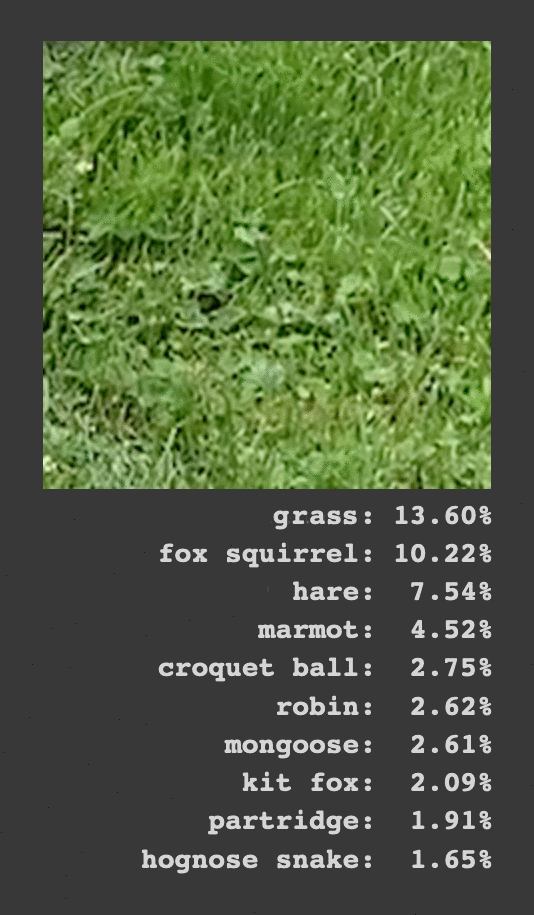 grass: 13.60%
fox squirrel: 10.22%
hare: 7.54%
marmot: 4.52%
croquet ball: 2.75%
robin: 2.62%
mongoose: 2.61%
kit fox: 2.09%
partridge: 1.91%
hognose snake: 1.65%